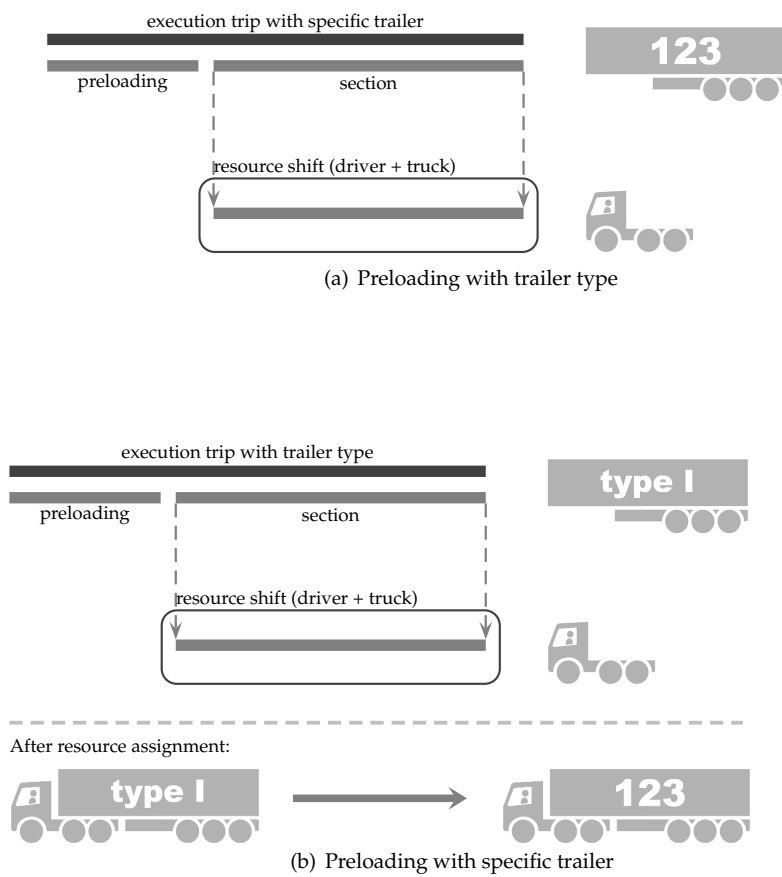 execution trip with specific trailer
123
preloading
section
resource shift (driver + truck)
(a) Preloading with trailer type
execution trip with trailer type
type I
preloading
section
resource shift (driver + truck)
After resource assignment:
type I
123
(b) Preloading with specific trailer